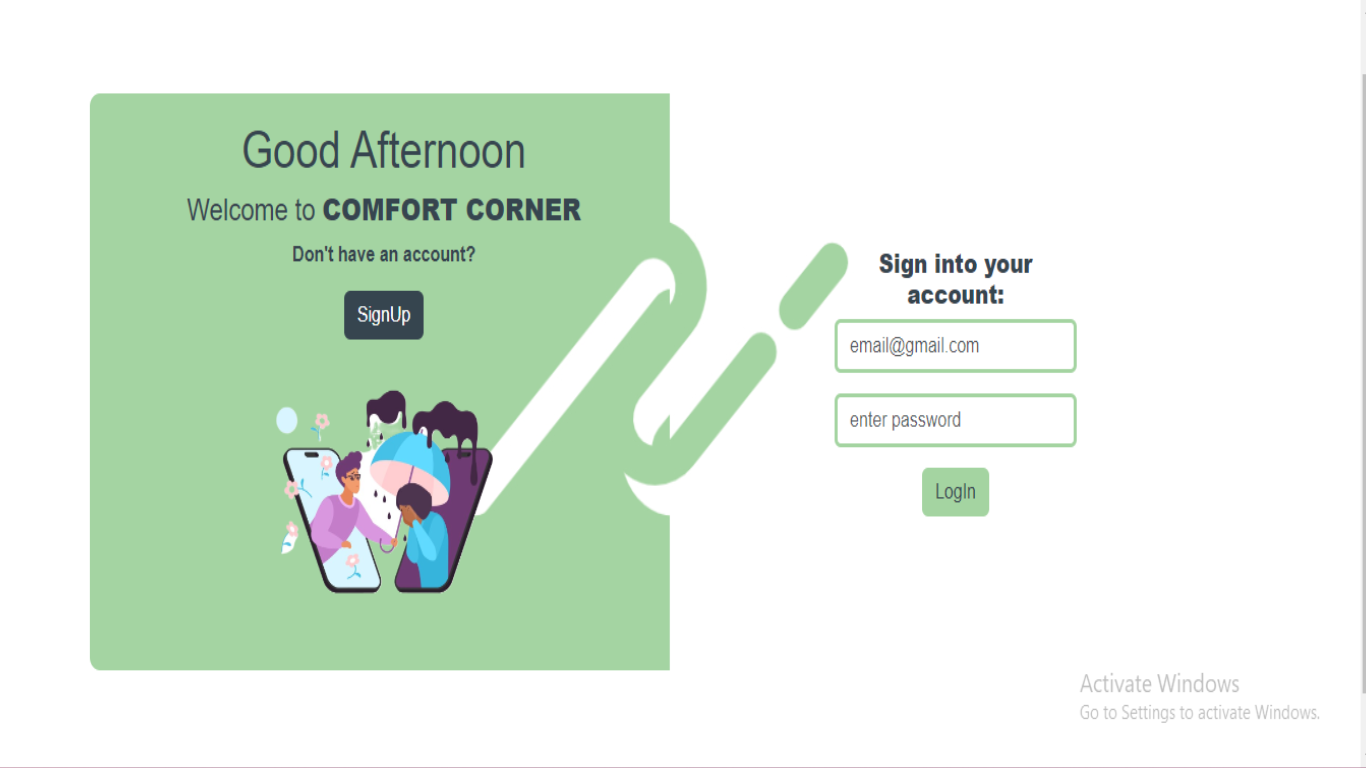 Good Afternoon
Welcome to COMFORT CORNER
Don't have an account?
SignUp
Sign into your
account:
email@gmail.com
enter password
LogIn
Activate Windows
Go to Settings to activate Windows.